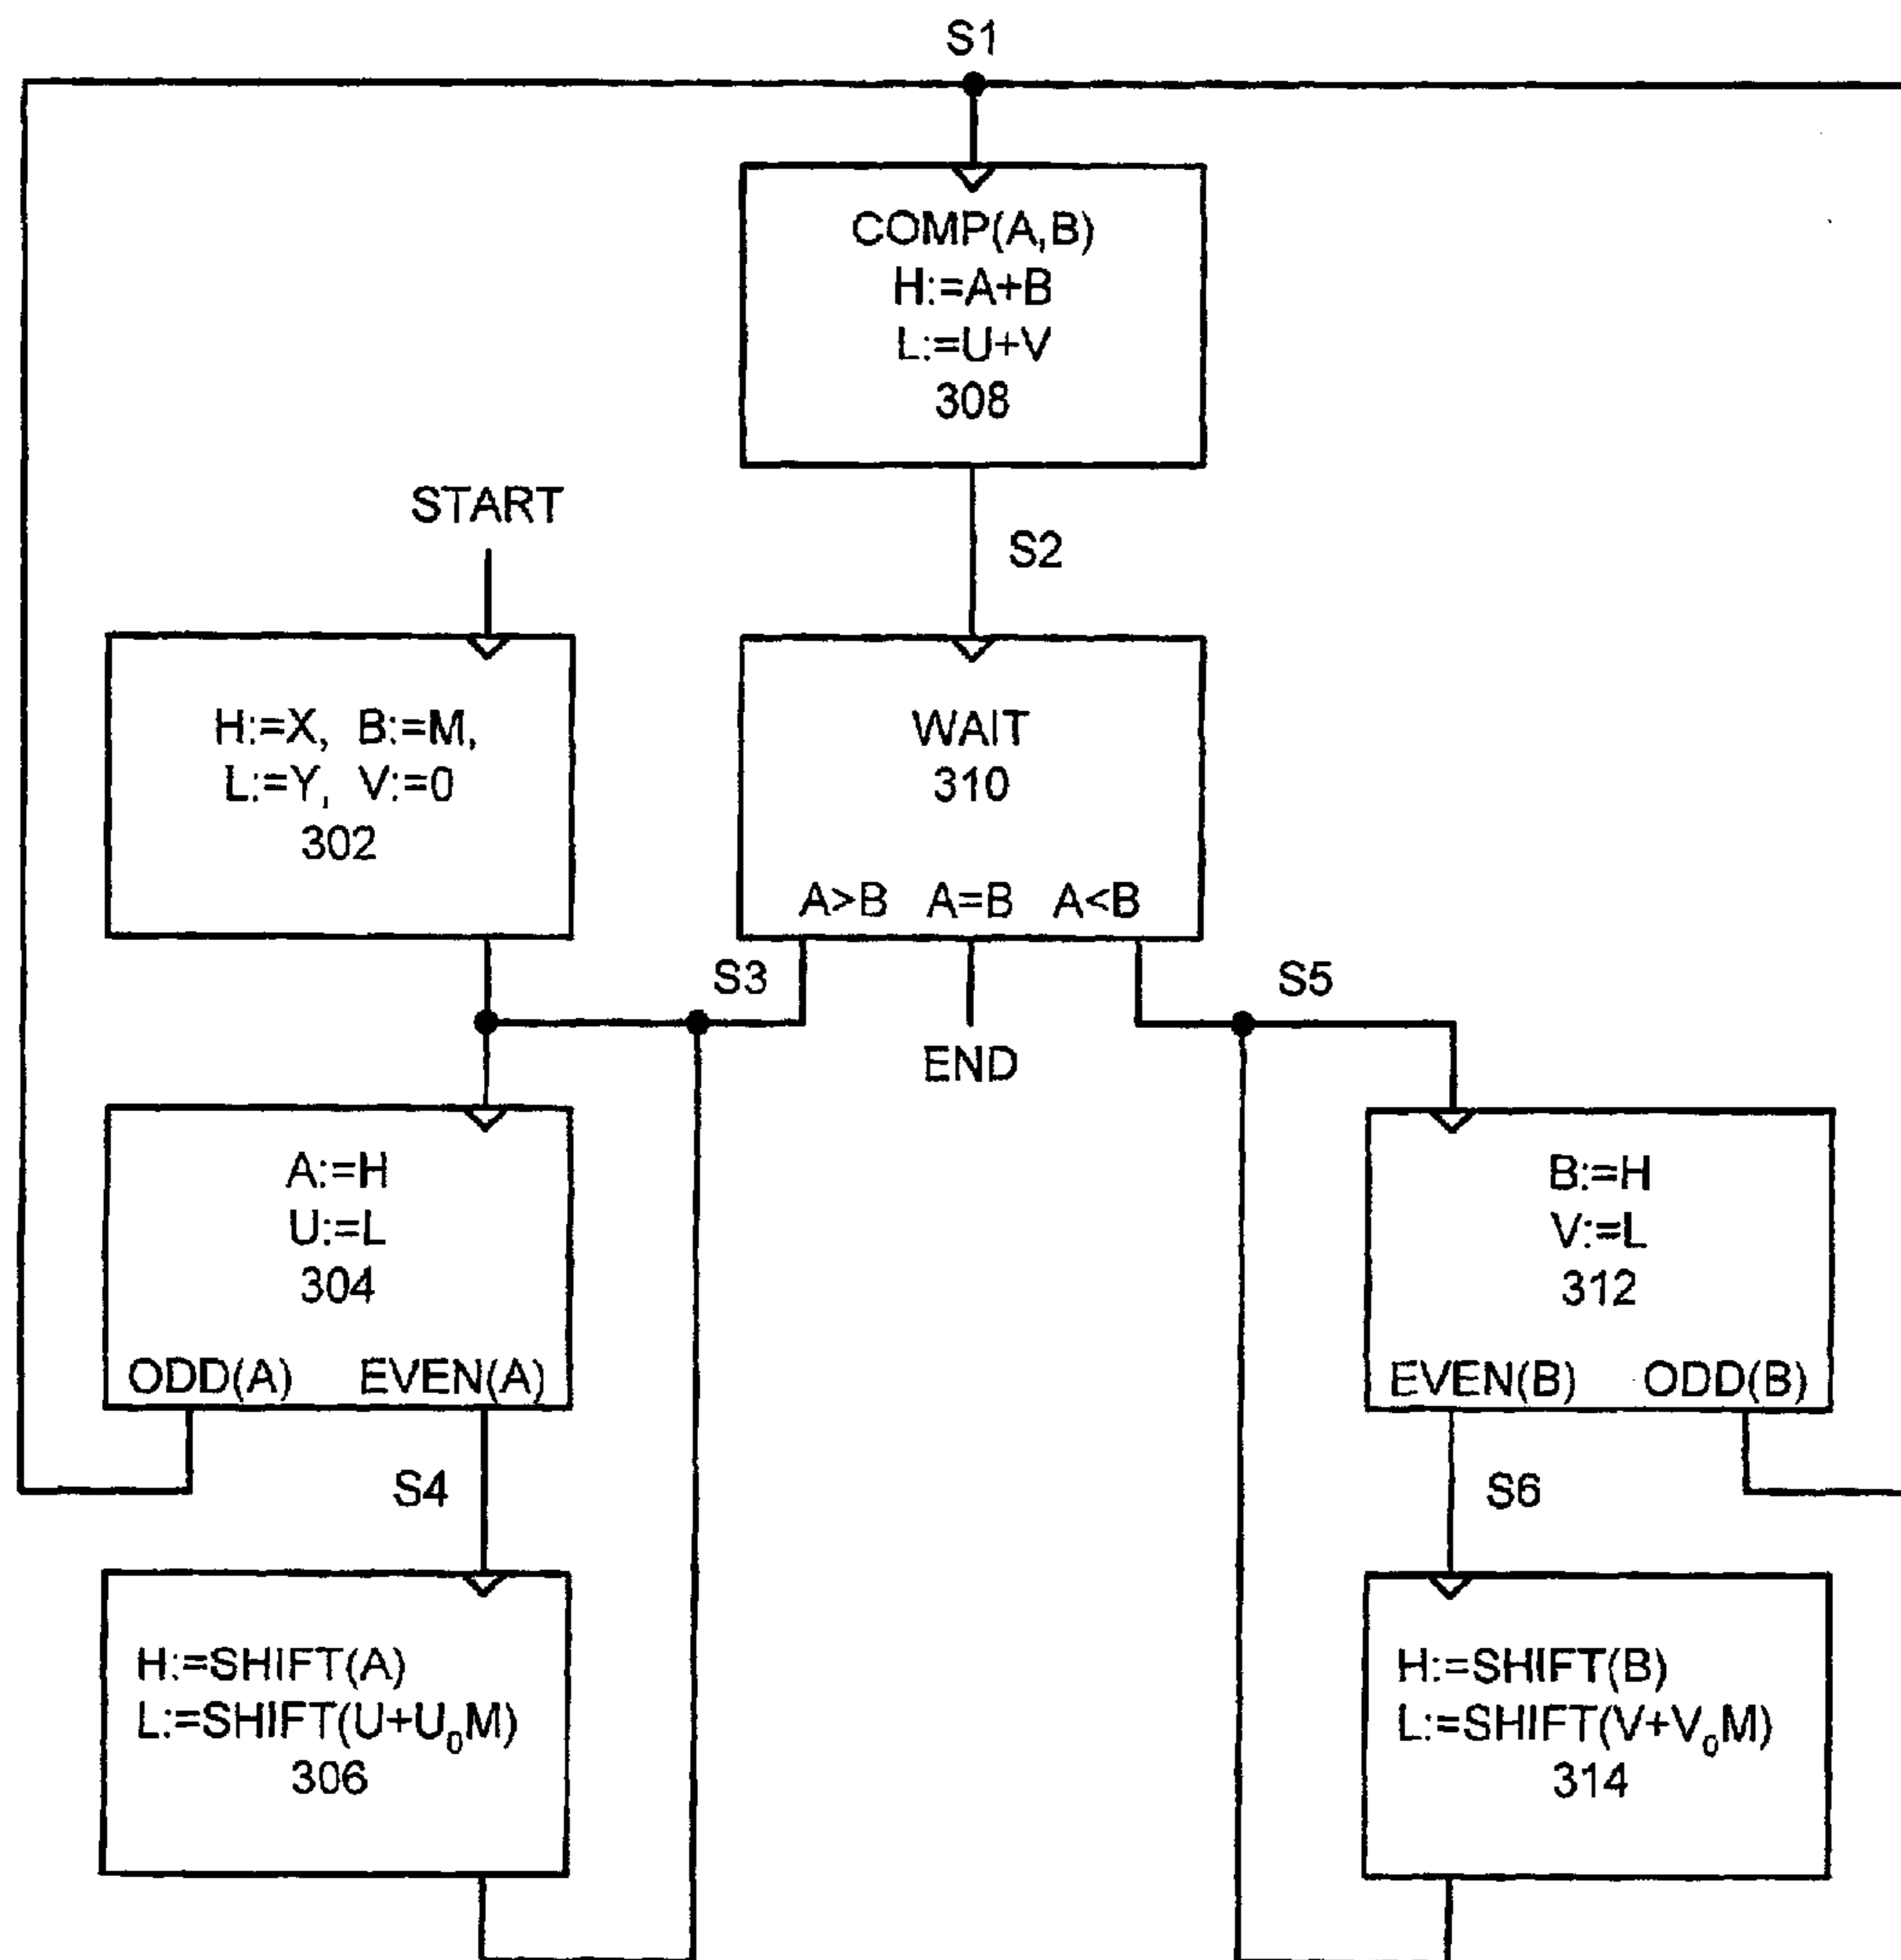 S1
COMP(A,B)
H:=A+B
L:=U+V
308
START
S2
H:=X, B:=M,
L:=Y, V:=0
302
WAIT
310
A>B A=B A<B
S3
S5
END
A:=H
U:=L
304
ODD(A) EVEN(A)
B:=H
V:=L
312
EVEN(B) ODD(B)
S4
S6
H:=SHIFT(A)
L:=SHIFT(U+U₀M)
306
H:=SHIFT(B)
L:=SHIFT(V+V₀M)
314